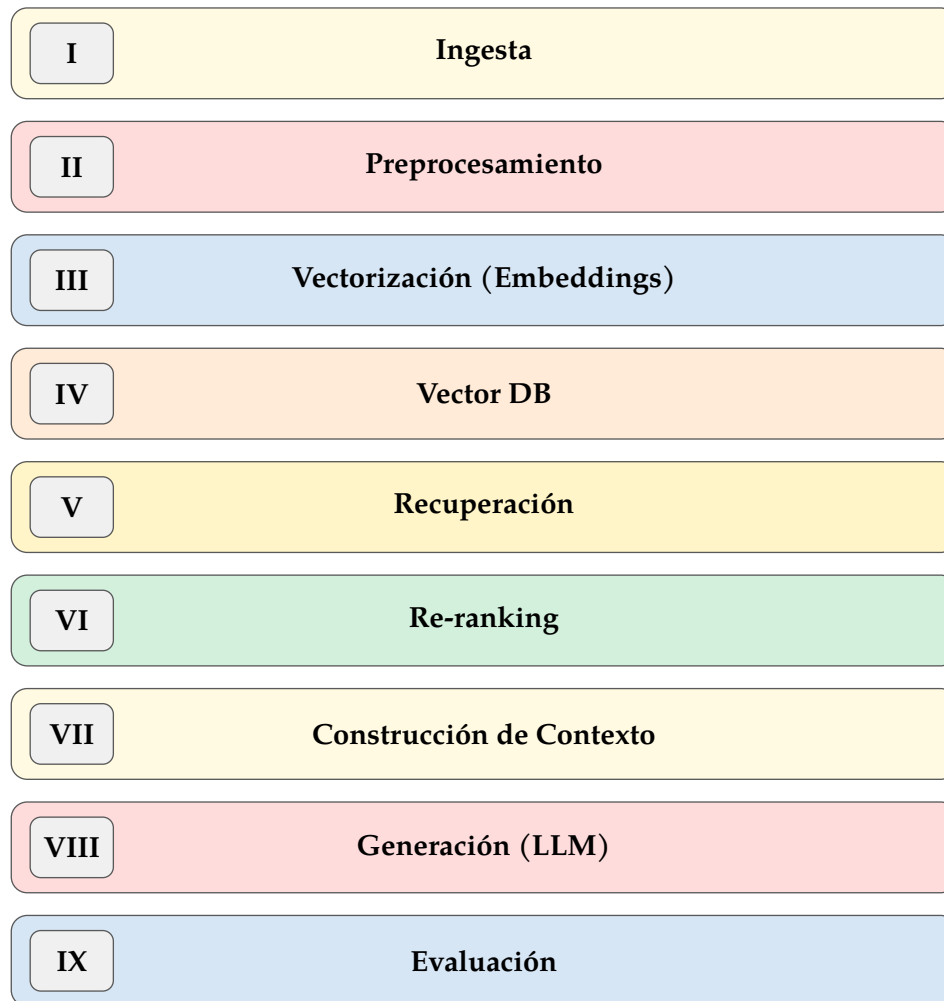 I Ingesta
II Preprocesamiento
III Vectorización (Embeddings)
IV Vector DB
V Recuperación
VI Re-ranking
VII Construcción de Contexto
VIII Generación (LLM)
IX Evaluación